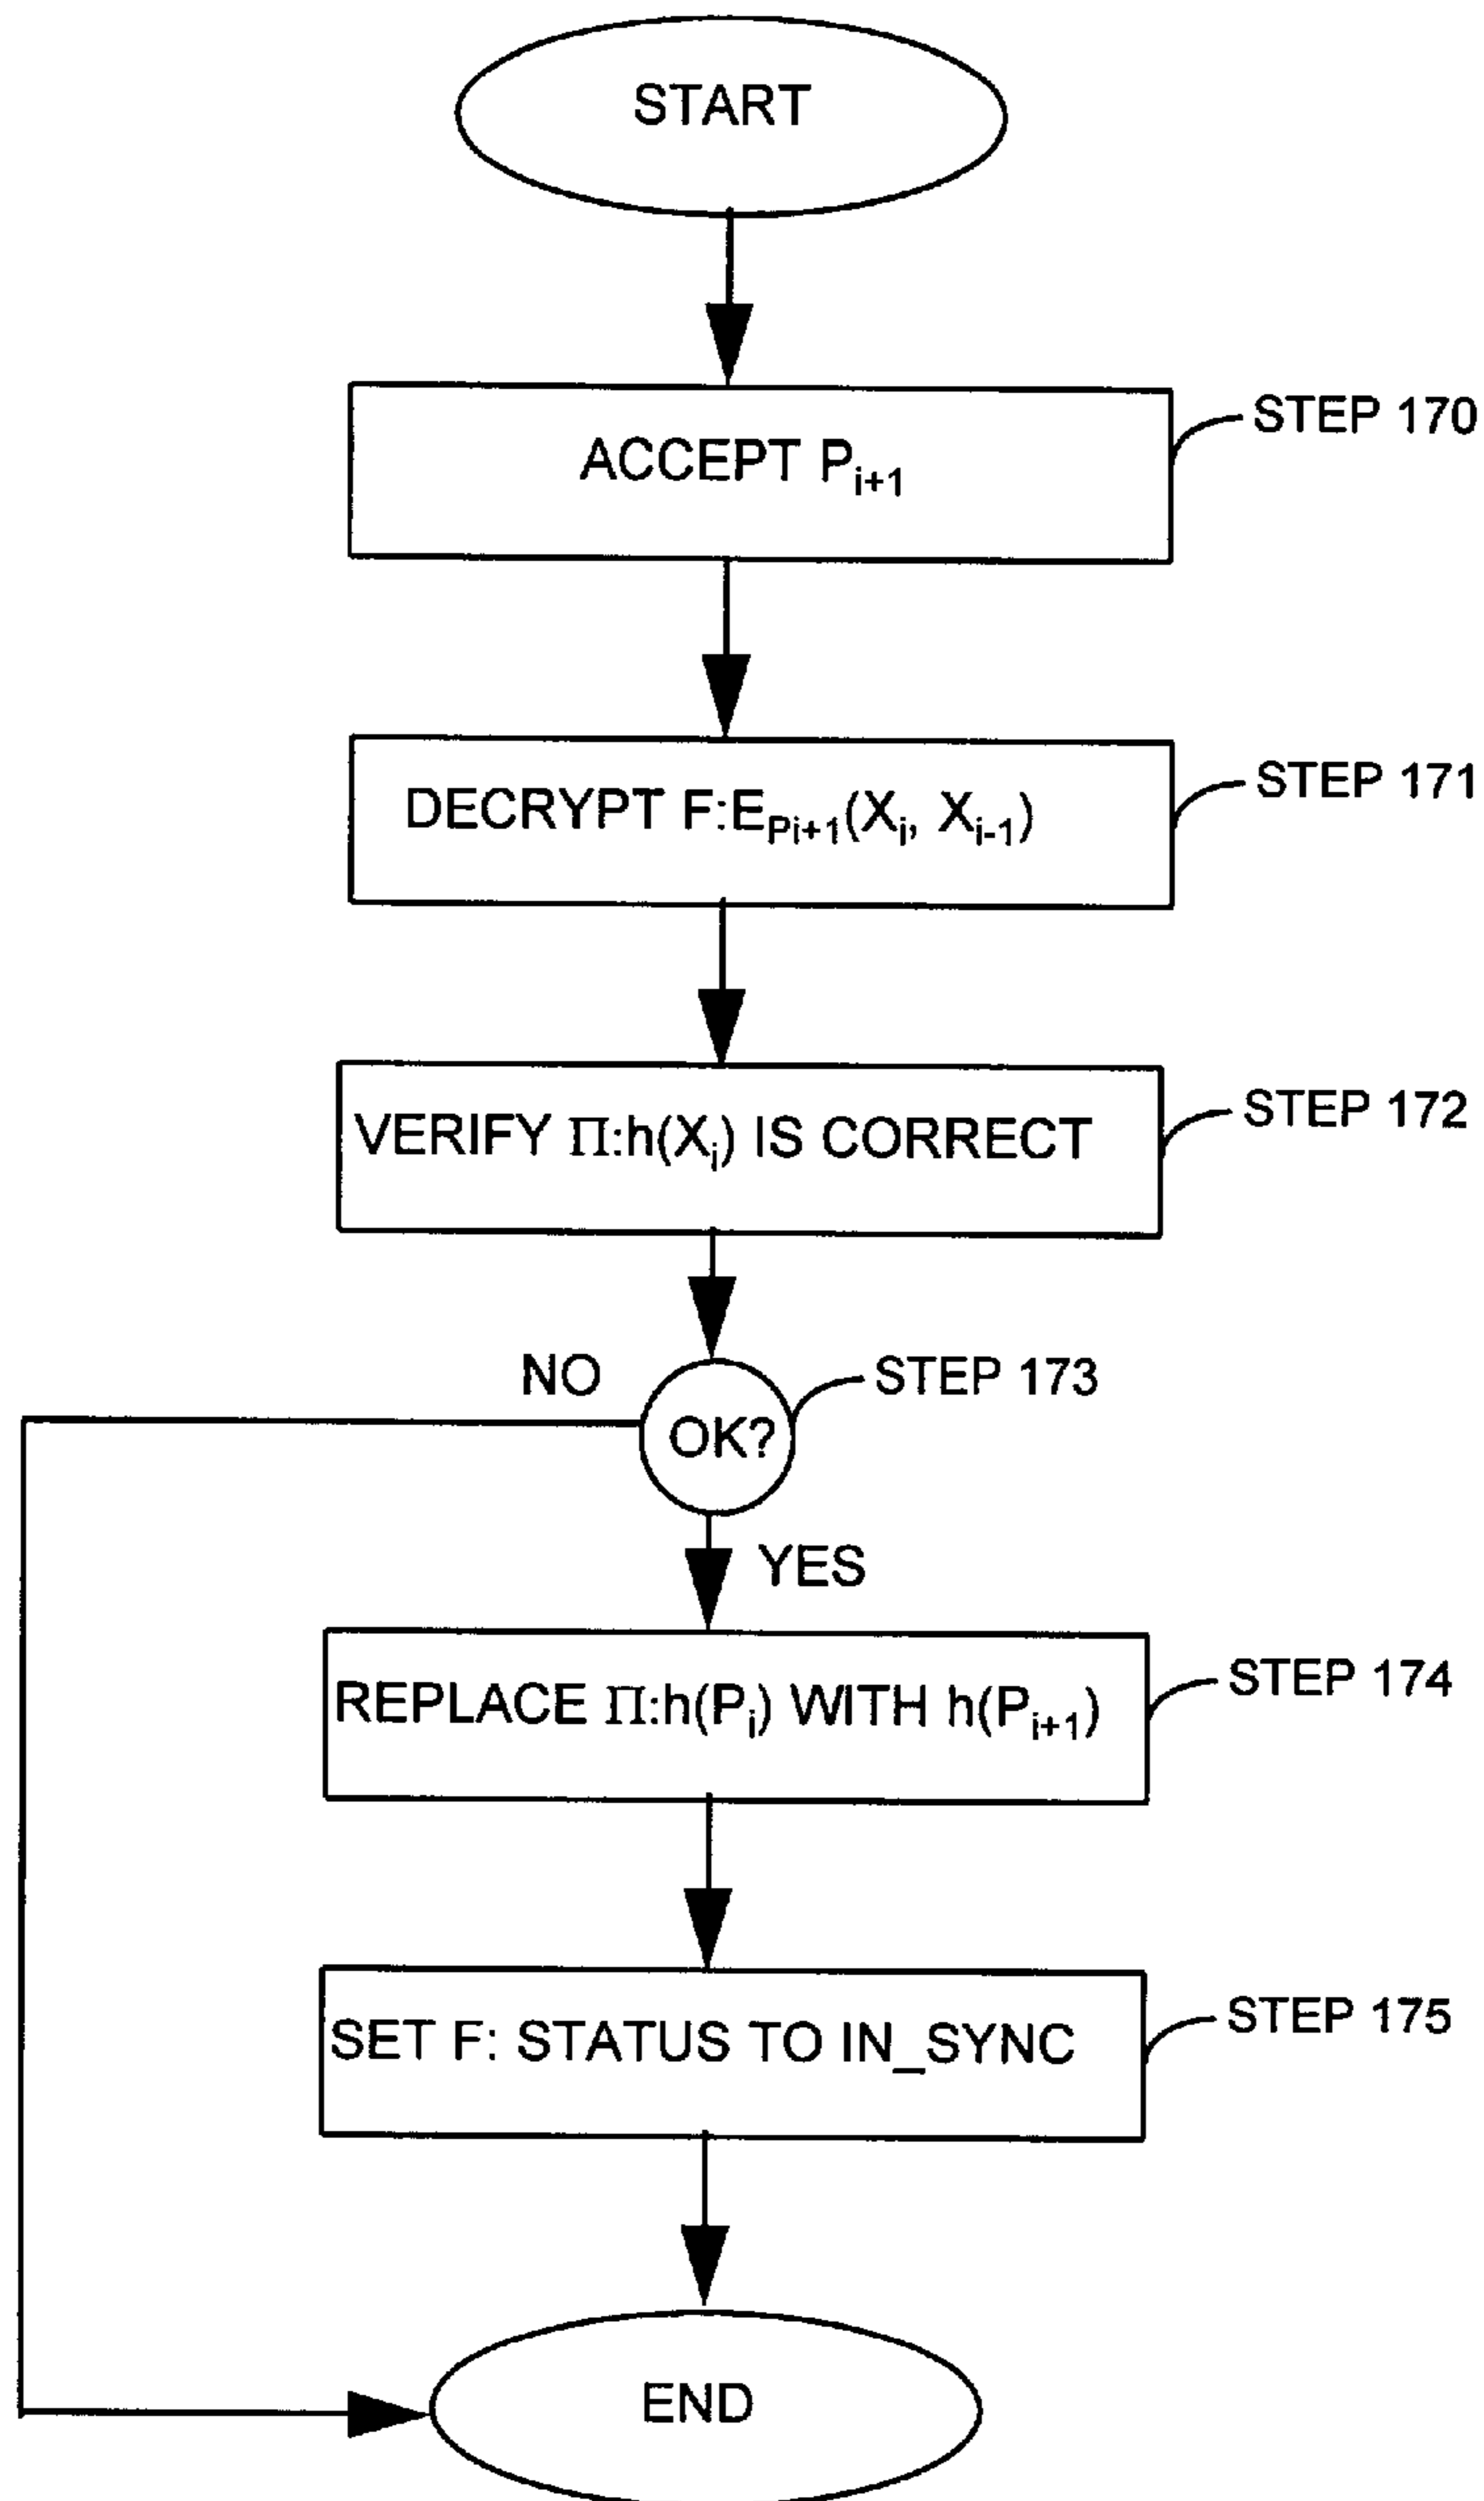 START
ACCEPT P_{i+1}
STEP 170
DECRYPT F:E_{Pi+1}(X_i, X_{i-1})
STEP 171
VERIFY Π:h(X_i) IS CORRECT
STEP 172
NO
STEP 173
OK?
YES
REPLACE Π:h(P_i) WITH h(P_{i+1})
STEP 174
SET F: STATUS TO IN_SYNC
STEP 175
END